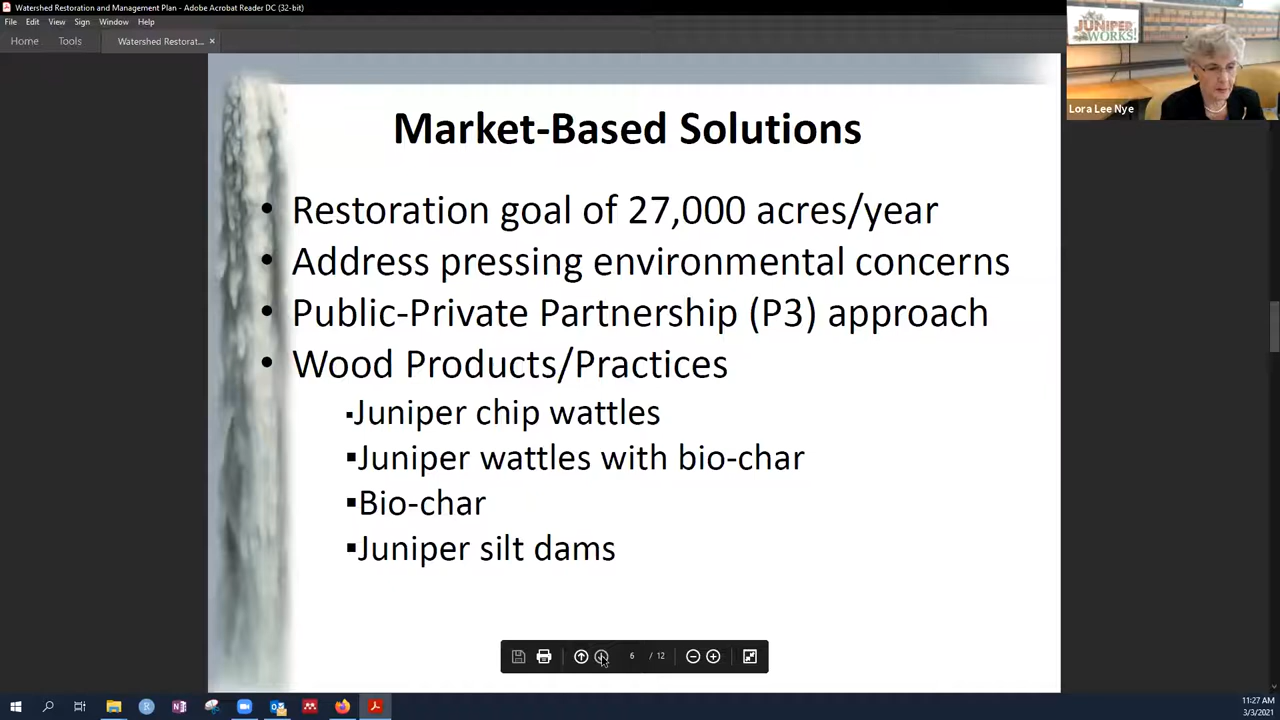 Watershed Restoration and Management Plan - Adobe Acrobat Reader DC (32-bit)
File Edit View Sign Window Help
Home Tools Watershed Restorat... ×
JUNIPER
WORKS!
Lora Lee Nye
Market-Based Solutions
• Restoration goal of 27,000 acres/year
• Address pressing environmental concerns
• Public-Private Partnership (P3) approach
• Wood Products/Practices
▪Juniper chip wattles
▪Juniper wattles with bio-char
▪Bio-char
▪Juniper silt dams
6 / 12
11:27 AM
3/3/2021